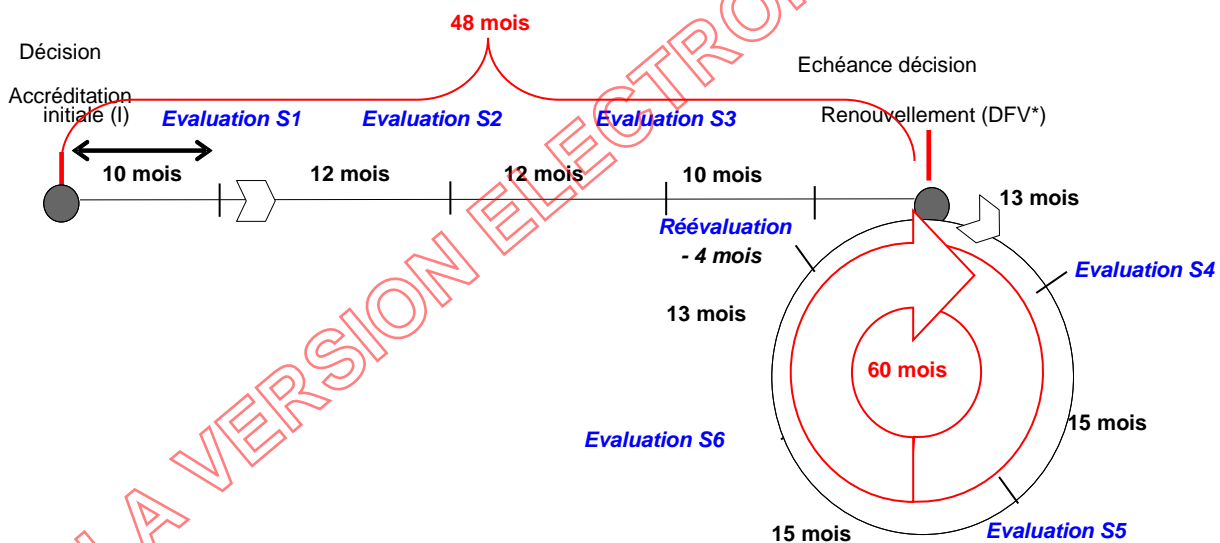 48 mois
Décision
Accréditation
initiale (I)
Echéance décision
Renouvellement (DFV*)
Evaluation S1
Evaluation S2
Evaluation S3
10 mois
12 mois
12 mois
10 mois
13 mois
Réévaluation
- 4 mois
Evaluation S4
13 mois
60 mois
15 mois
Evaluation S6
15 mois
Evaluation S5
LA VERSION ELECTRO